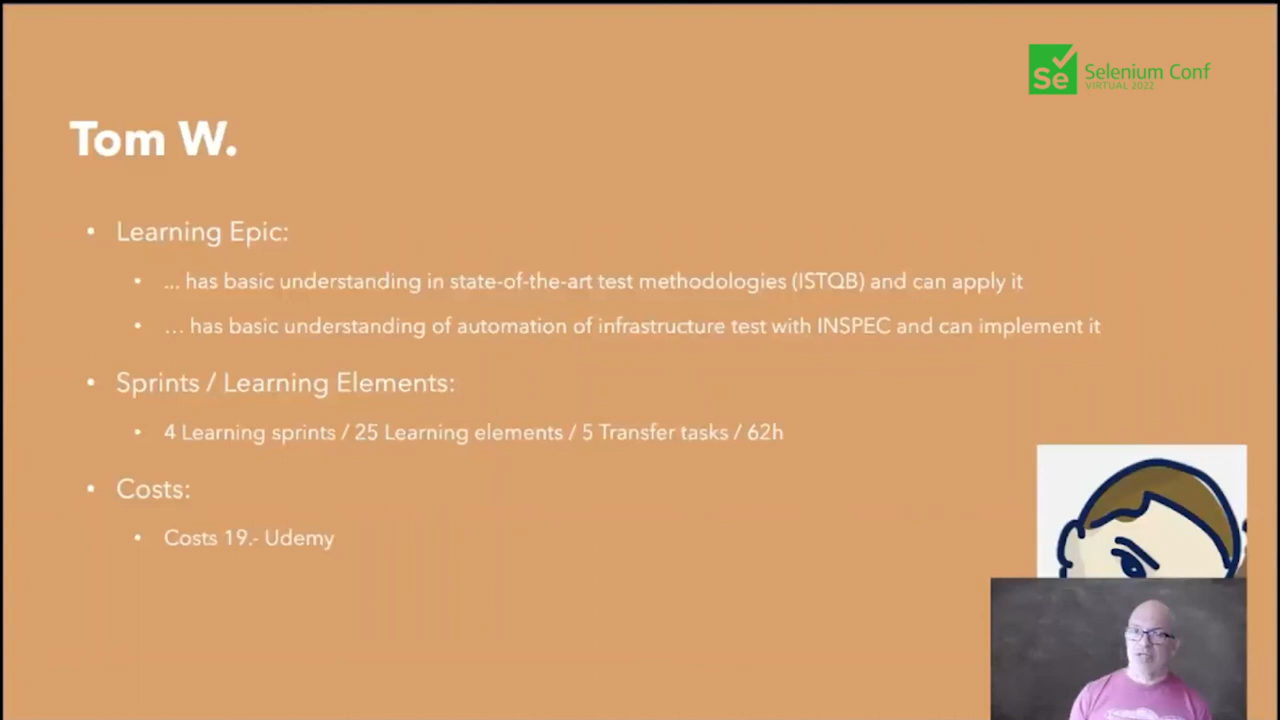 Se Selenium Conf
VIRTUAL 2022
Tom W.
• Learning Epic:
• ... has basic understanding in state-of-the-art test methodologies (ISTQB) and can apply it
• ... has basic understanding of automation of infrastructure test with INSPEC and can implement it
• Sprints / Learning Elements:
• 4 Learning sprints / 25 Learning elements / 5 Transfer tasks / 62h
• Costs:
• Costs 19.- Udemy